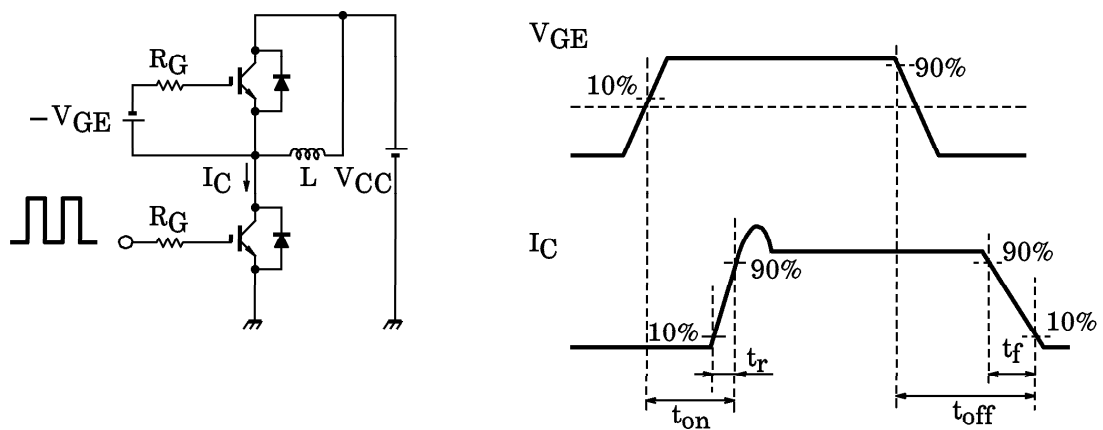 RG
−VGE
IC
L
VCC
RG
VGE
10%
90%
IC
90%
90%
10%
10%
tr
tf
ton
toff